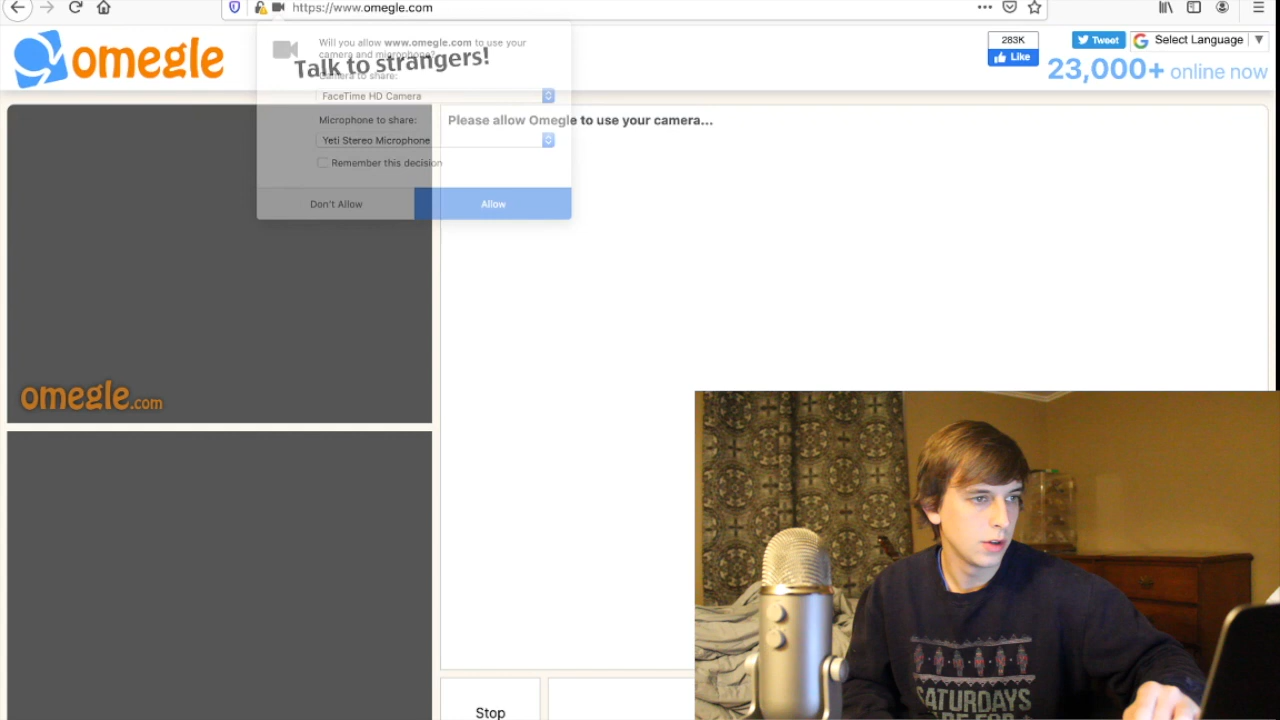 https://www.omegle.com
omegle
Talk to strangers!
283K
Like
Tweet
Select Language
23,000+ online now
Will you allow www.omegle.com to use your
camera and microphone?
Camera to share:
FaceTime HD Camera
Microphone to share:
Yeti Stereo Microphone
Remember this decision
Don't Allow
Allow
Please allow Omegle to use your camera...
omegle.com
Stop
SATURDAYS
ARE FOR